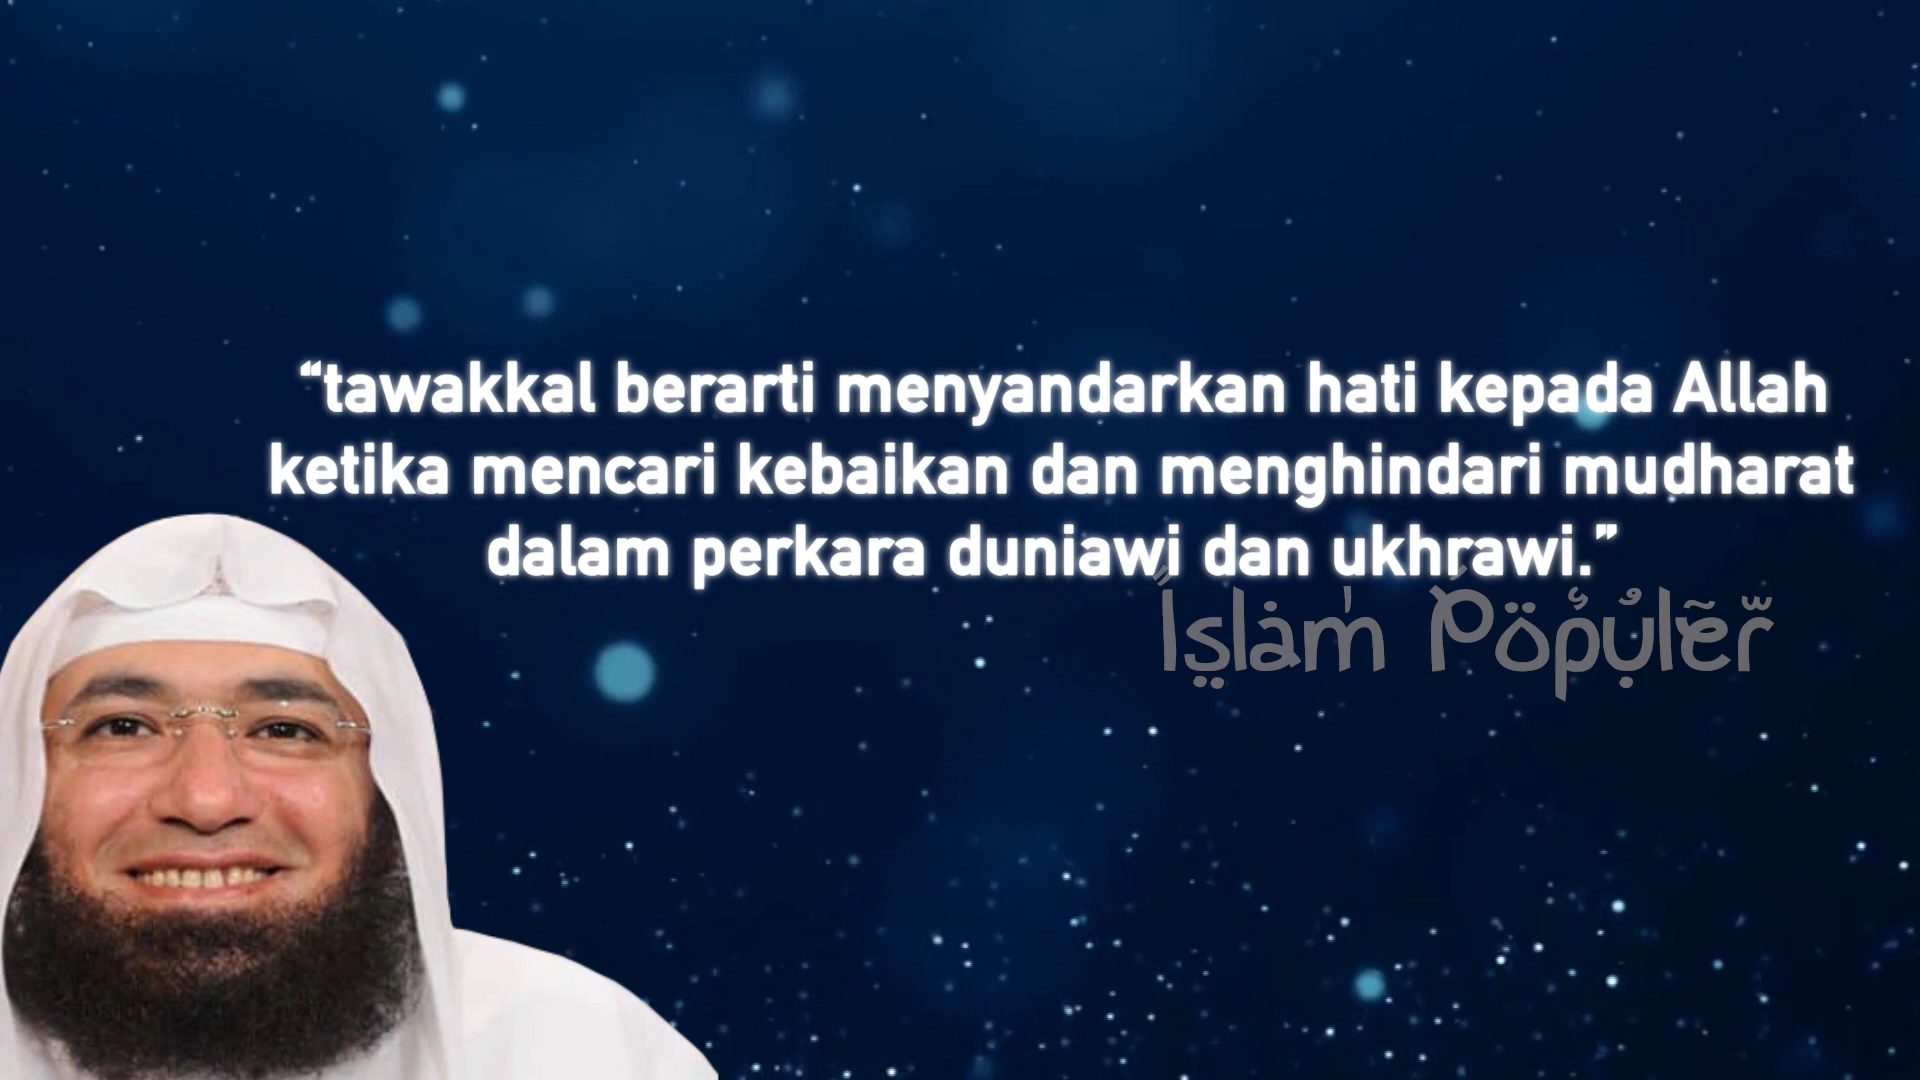 “tawakkal berarti menyandarkan hati kepada Allah
ketika mencari kebaikan dan menghindari mudharat
dalam perkara duniawi dan ukhrawi.”
Islam Populer